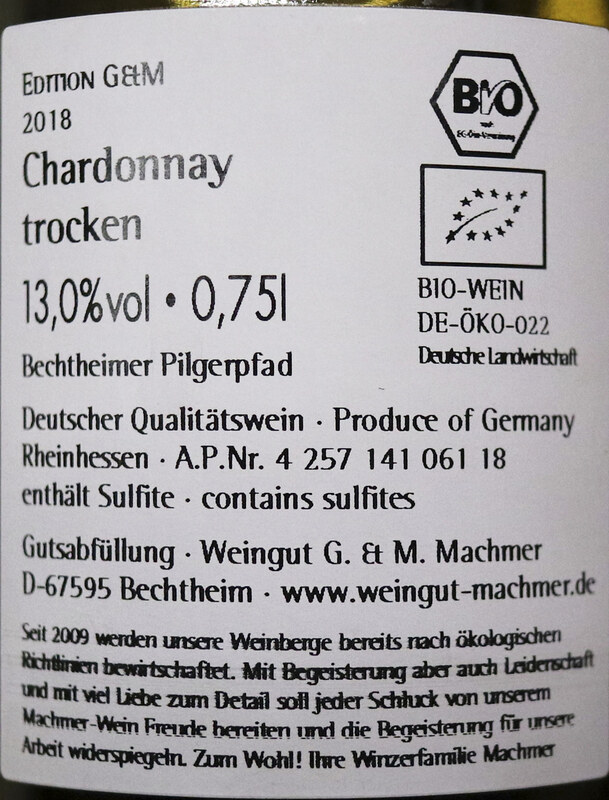 EDITION G&M
2018
Chardonnay
trocken
13,0%vol • 0,75l
Bechtheimer Pilgerpfad
BIO
nach
EG-Öko-Verordnung
BIO-WEIN
DE-ÖKO-022
Deutsche Landwirtschaft
Deutscher Qualitätswein · Produce of Germany
Rheinhessen · A.P.Nr. 4 257 141 061 18
enthält Sulfite · contains sulfites
Gutsabfüllung · Weingut G. & M. Machmer
D-67595 Bechtheim · www.weingut-machmer.de
Seit 2009 werden unsere Weinberge bereits nach ökologischen
Richtlinien bewirtschaftet. Mit Begeisterung aber auch Leidenschaft
und mit viel Liebe zum Detail soll jeder Schluck von unserem
Machmer-Wein Freude bereiten und die Begeisterung für unsere
Arbeit widerspiegeln. Zum Wohl! Ihre Winzerfamilie Machmer